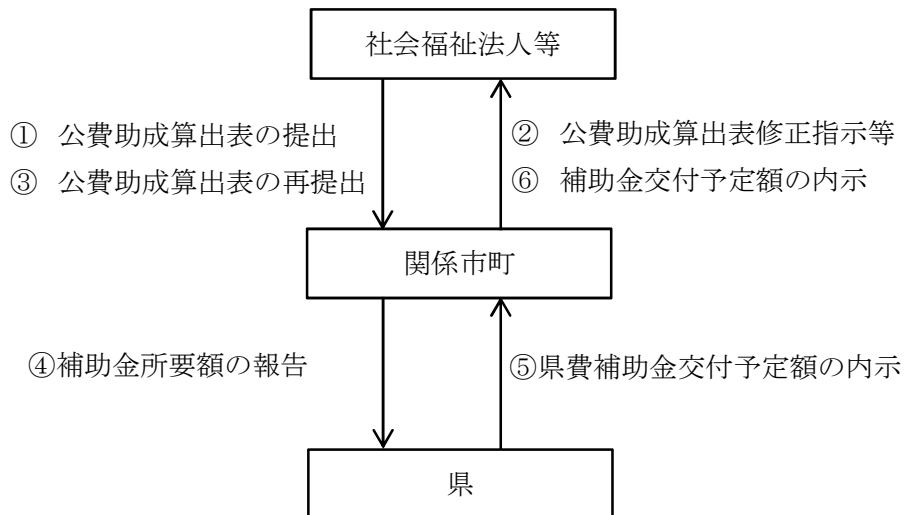 社会福祉法人等
① 公費助成算出表の提出
③ 公費助成算出表の再提出
② 公費助成算出表修正指示等
⑥ 補助金交付予定額の内示
関係市町
④補助金所要額の報告
⑤県費補助金交付予定額の内示
県